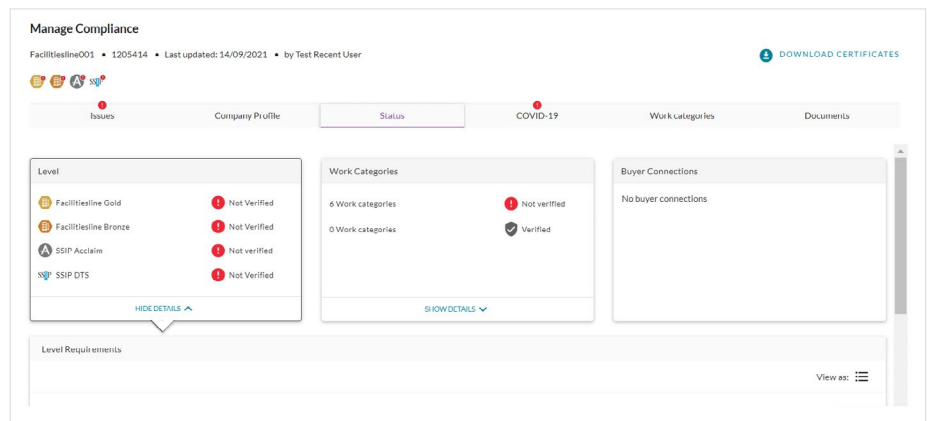 Manage Compliance
Facilitiesline001 • 1205414 • Last updated: 14/09/2021 • by Test Recent User
DOWNLOAD CERTIFICATES
SSIP
Issues Company Profile Status COVID-19 Work categories Documents
Level
Facilitiesline Gold Not Verified
Facilitiesline Bronze Not Verified
SSIP Acclaim Not verified
SSIP SSIP DTS Not Verified
HIDE DETAILS
Work Categories
6 Work categories Not verified
0 Work categories Verified
SHOW DETAILS
Buyer Connections
No buyer connections
Level Requirements
View as: